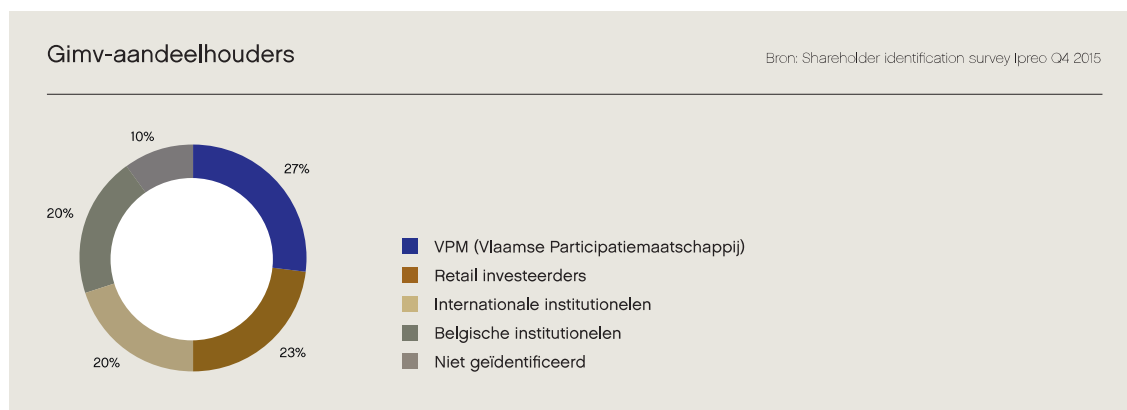 Gimv-aandeelhouders
Bron: Shareholder identification survey Ipreo Q4 2015
10%
27%
20%
20%
23%
VPM (Vlaamse Participatiemaatschappij)
Retail investeerders
Internationale institutionelen
Belgische institutionelen
Niet geïdentificeerd